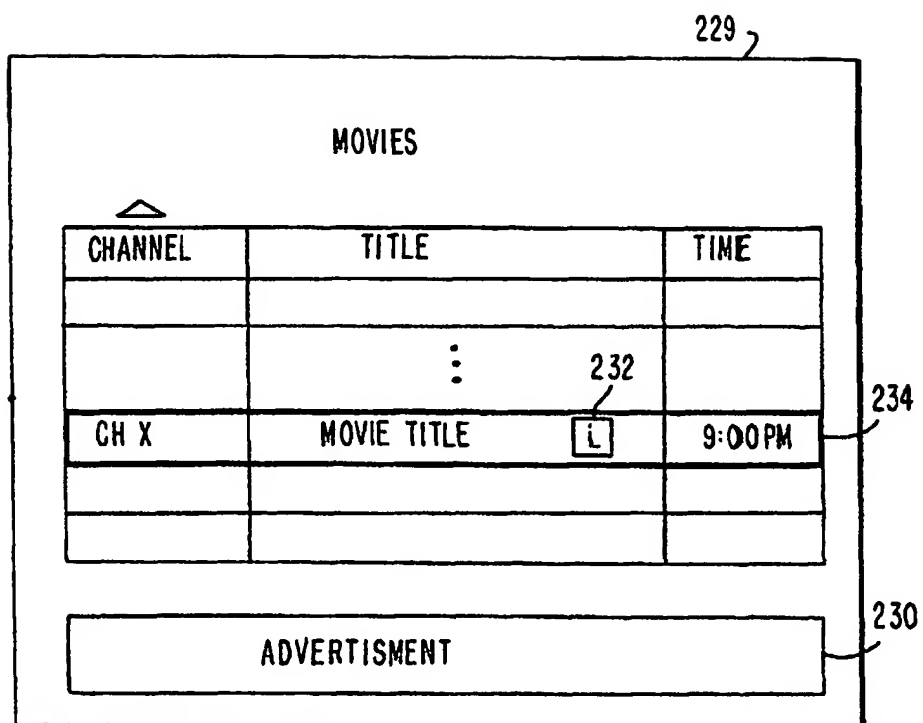 229
MOVIES
CHANNEL TITLE TIME
232
234
CH X MOVIE TITLE i 9:00PM
230
ADVERTISMENT